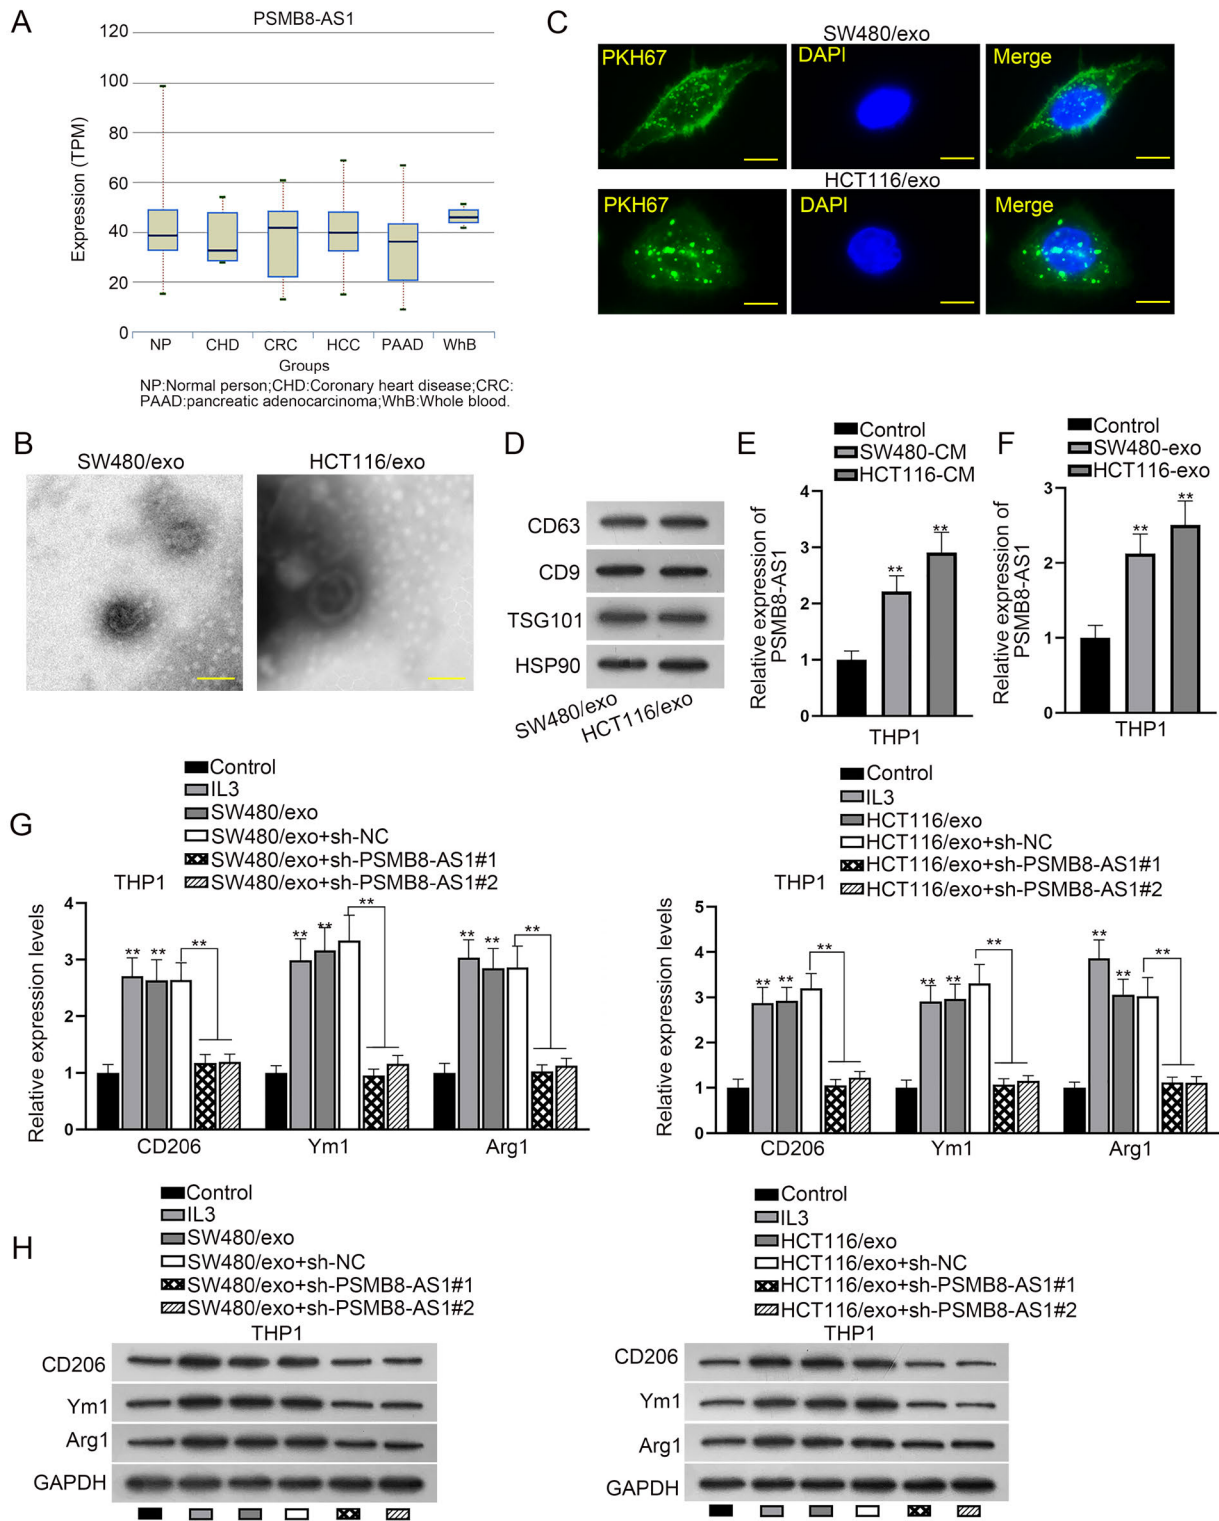 A
PSMB8-AS1
120
100
80
60
40
20
0
Expression (TPM)
NP CHD CRC HCC PAAD WhB
Groups
NP:Normal person;CHD:Coronary heart disease;CRC:
PAAD:pancreatic adenocarcinoma;WhB:Whole blood.
C
SW480/exo
PKH67 DAPI Merge
HCT116/exo
PKH67 DAPI Merge
B
SW480/exo HCT116/exo
D
CD63
CD9
TSG101
HSP90
SW480/exo
HCT116/exo
E
Control
SW480-CM
HCT116-CM
Relative expression of
PSMB8-AS1
4
3
2
1
0
** **
THP1
F
Control
SW480-exo
HCT116-exo
Relative expression of
PSMB8-AS1
3
2
1
0
** **
THP1
G
Control
IL3
SW480/exo
SW480/exo+sh-NC
SW480/exo+sh-PSMB8-AS1#1
SW480/exo+sh-PSMB8-AS1#2
THP1
Relative expression levels
4
3
2
1
0
** ** **
** ** **
** ** **
CD206 Ym1 Arg1
Control
IL3
HCT116/exo
HCT116/exo+sh-NC
HCT116/exo+sh-PSMB8-AS1#1
HCT116/exo+sh-PSMB8-AS1#2
THP1
Relative expression levels
5
4
3
2
1
0
** ** **
** ** **
** ** **
CD206 Ym1 Arg1
H
Control
IL3
SW480/exo
SW480/exo+sh-NC
SW480/exo+sh-PSMB8-AS1#1
SW480/exo+sh-PSMB8-AS1#2
THP1
CD206
Ym1
Arg1
GAPDH
Control
IL3
HCT116/exo
HCT116/exo+sh-NC
HCT116/exo+sh-PSMB8-AS1#1
HCT116/exo+sh-PSMB8-AS1#2
THP1
CD206
Ym1
Arg1
GAPDH